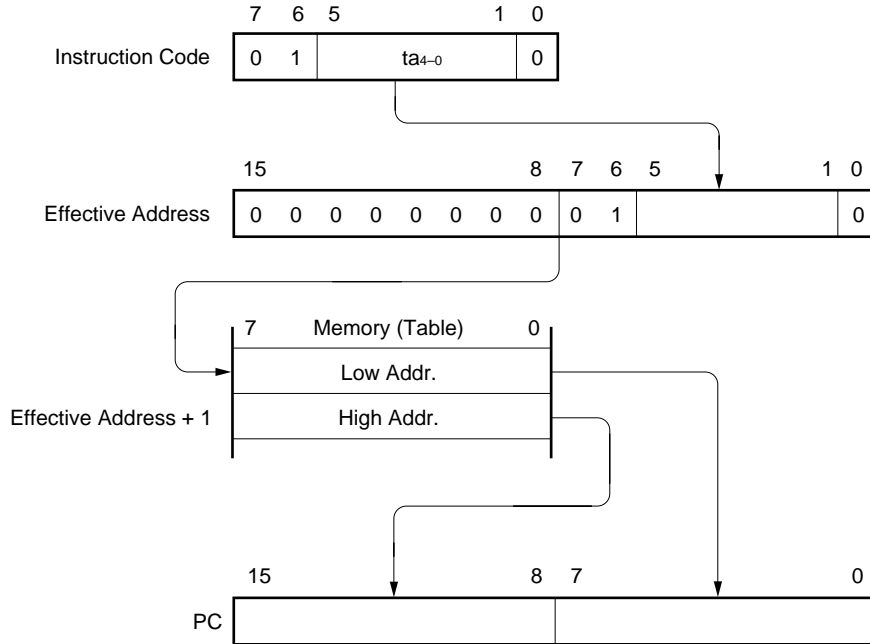 7 6 5 1 0
Instruction Code 0 1 ta4–0 0
15 8 7 6 5 1 0
Effective Address 0 0 0 0 0 0 0 0 0 1 0
7 Memory (Table) 0
Low Addr.
Effective Address + 1 High Addr.
15 8 7 0
PC